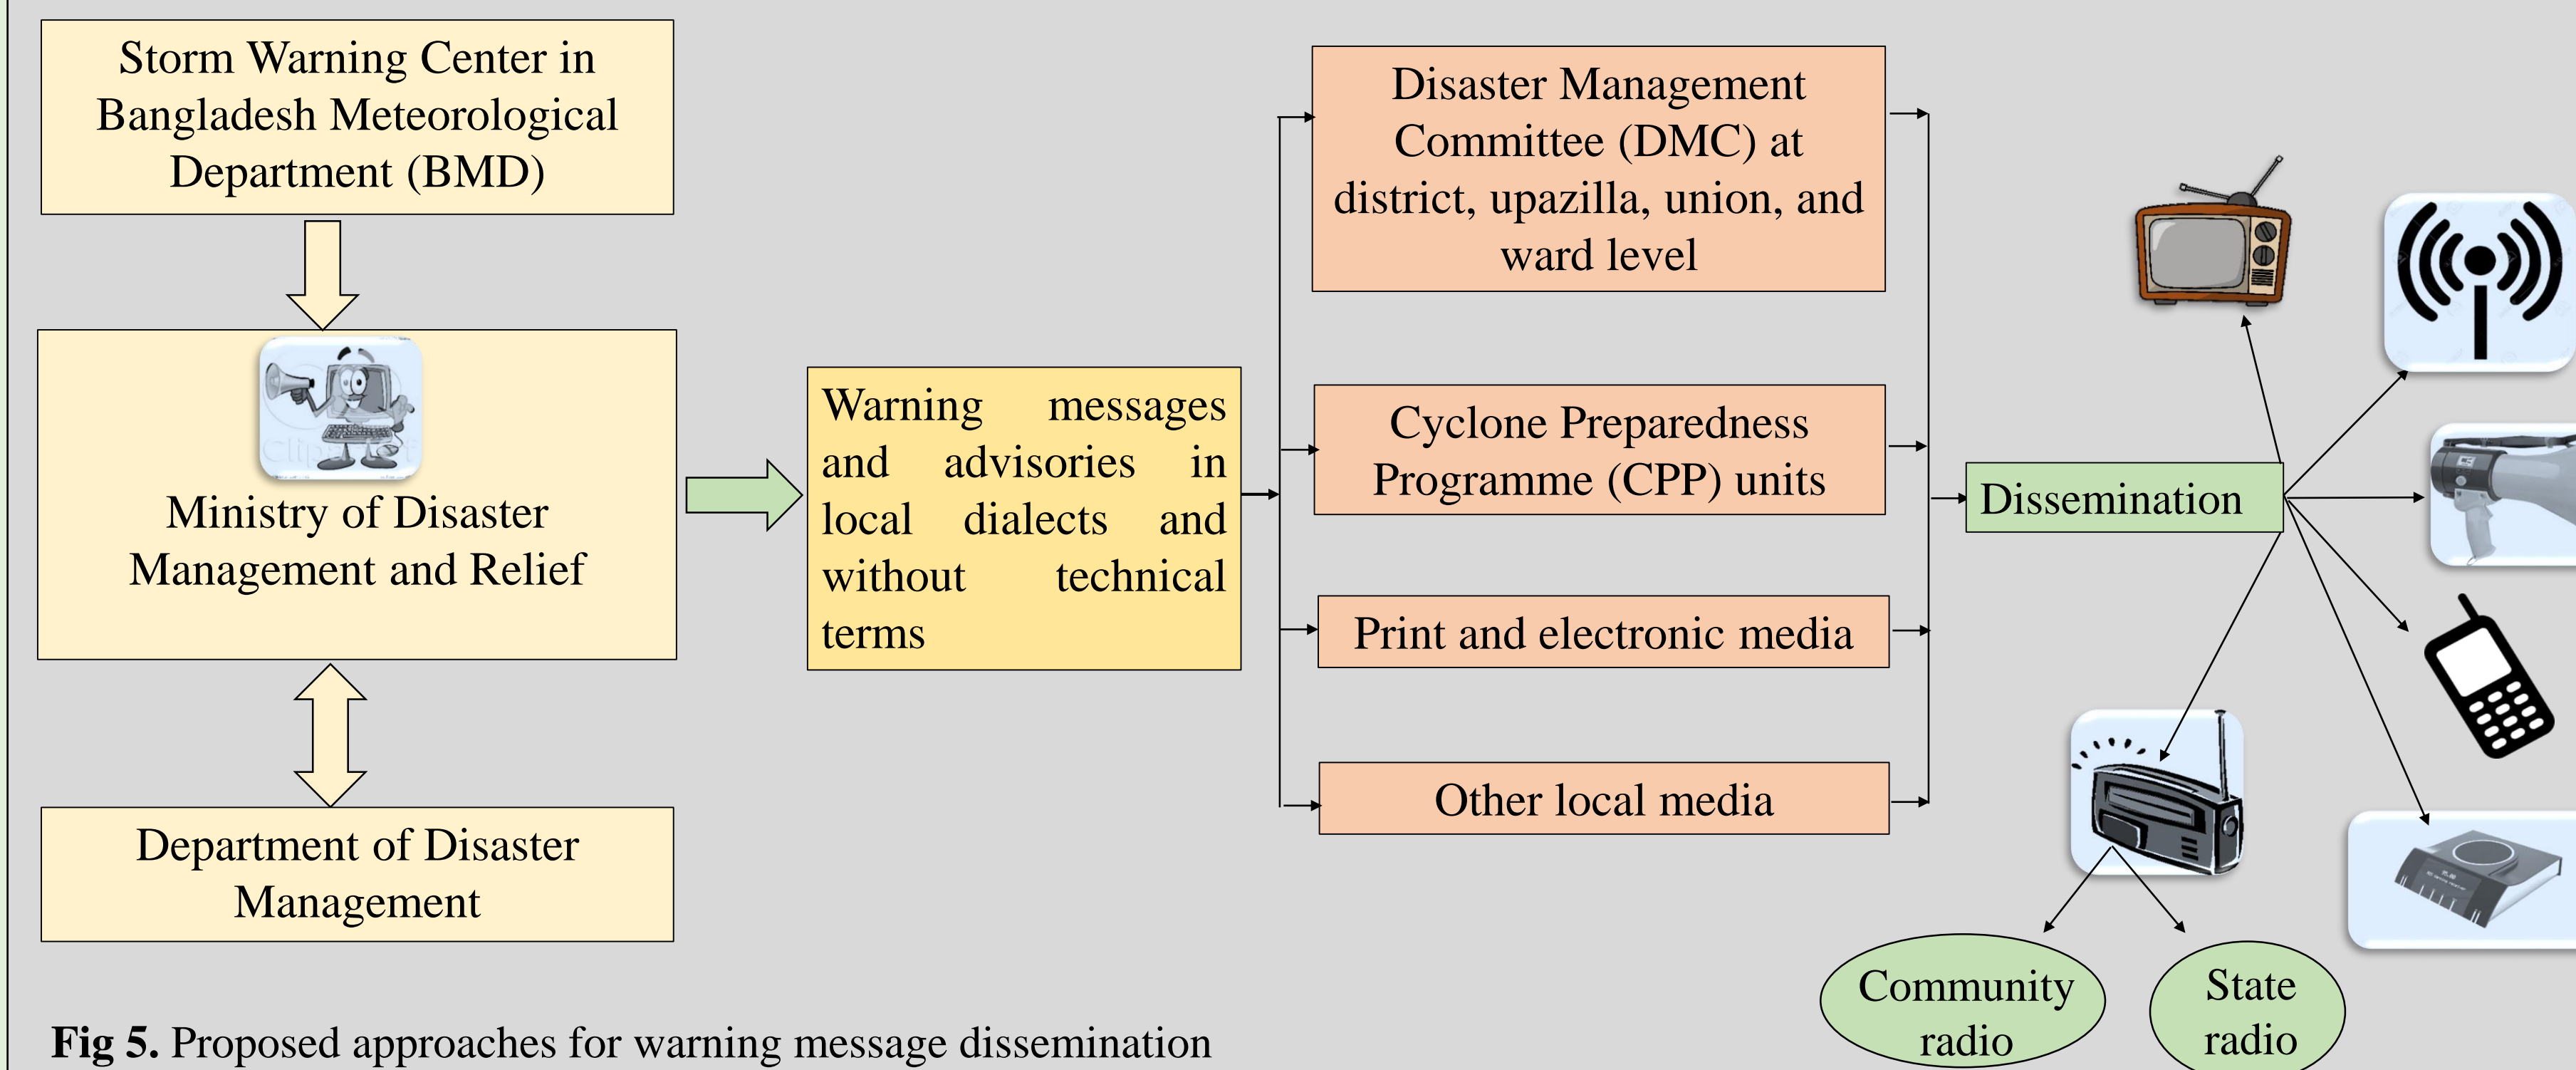 Storm Warning Center in
Bangladesh Meteorological
Department (BMD)
Ministry of Disaster
Management and Relief
Department of Disaster
Management
Warning messages
and advisories in
local dialects and
without technical
terms
Disaster Management
Committee (DMC) at
district, upazilla, union, and
ward level
Cyclone Preparedness
Programme (CPP) units
Print and electronic media
Other local media
Dissemination
Community
radio
State
radio
Fig 5. Proposed approaches for warning message dissemination